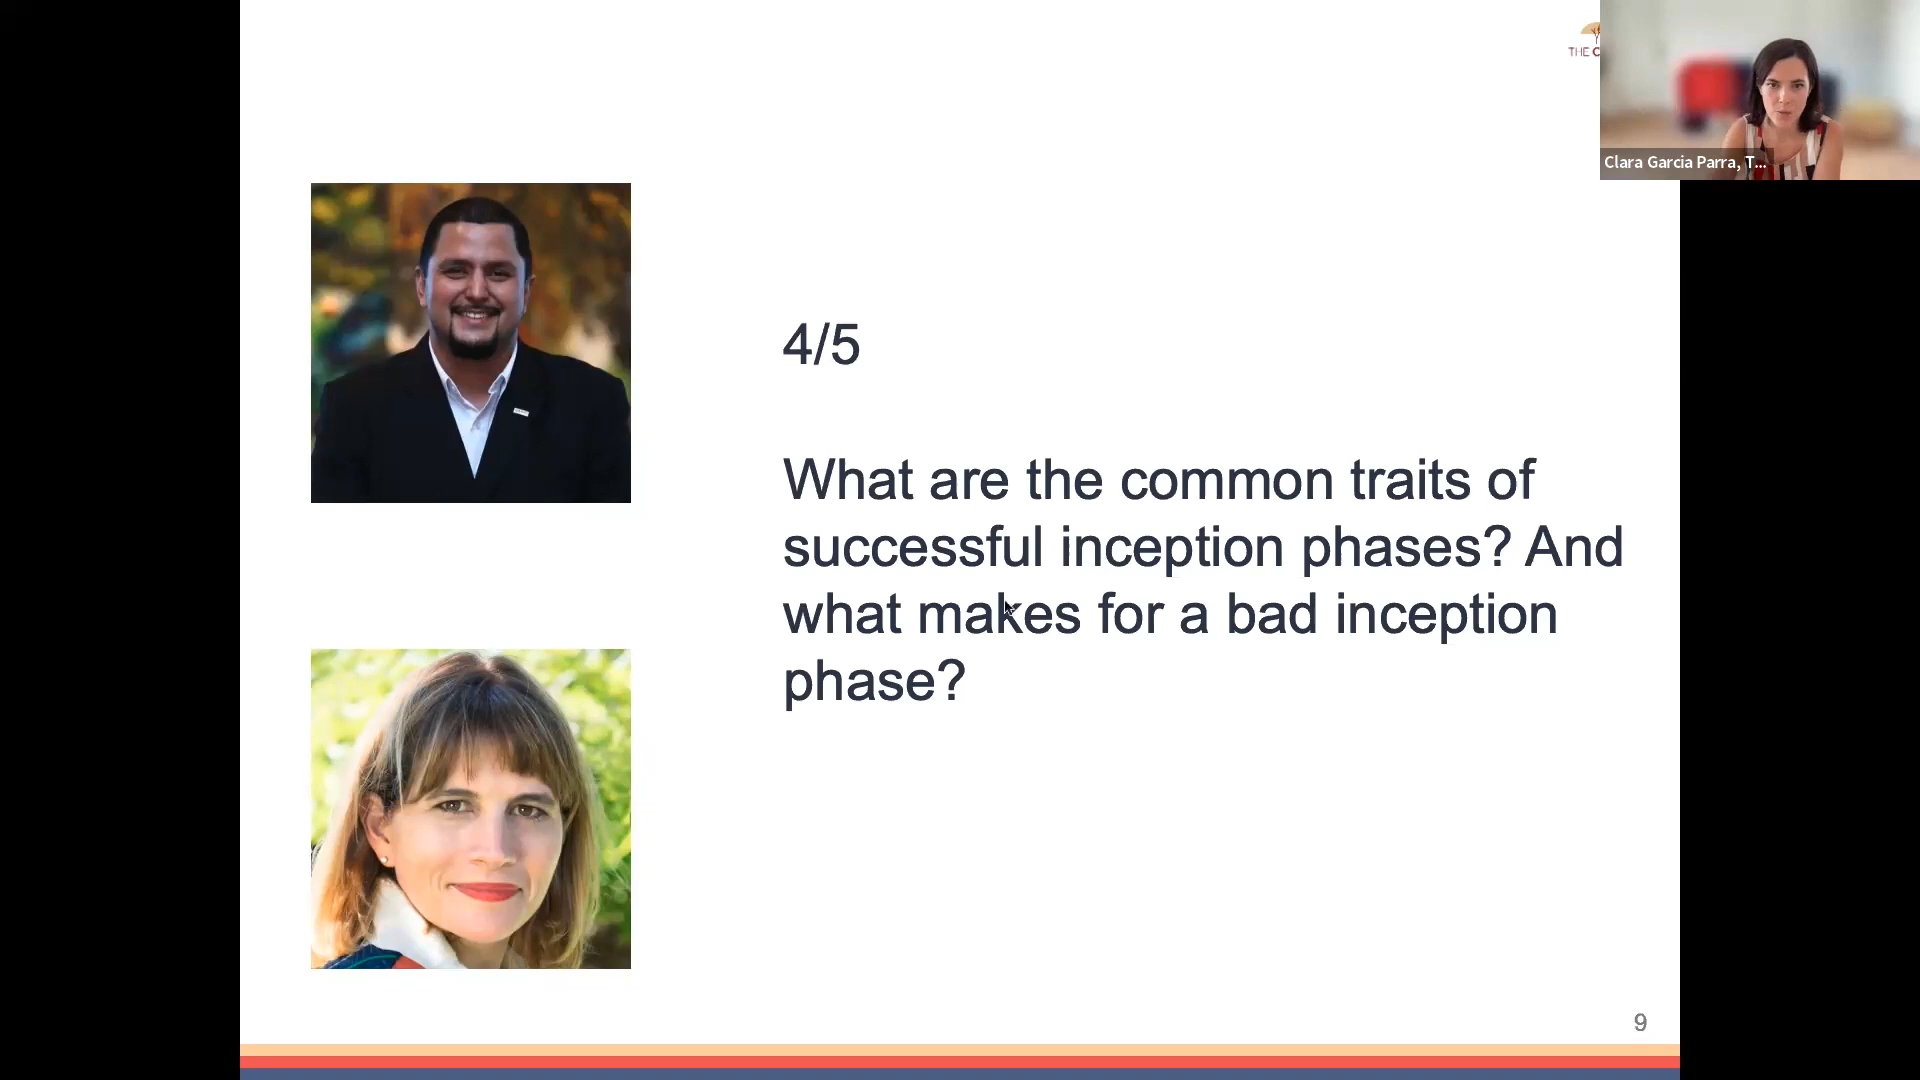 THE C
Clara Garcia Parra, T...
4/5
What are the common traits of
successful inception phases? And
what makes for a bad inception
phase?
9